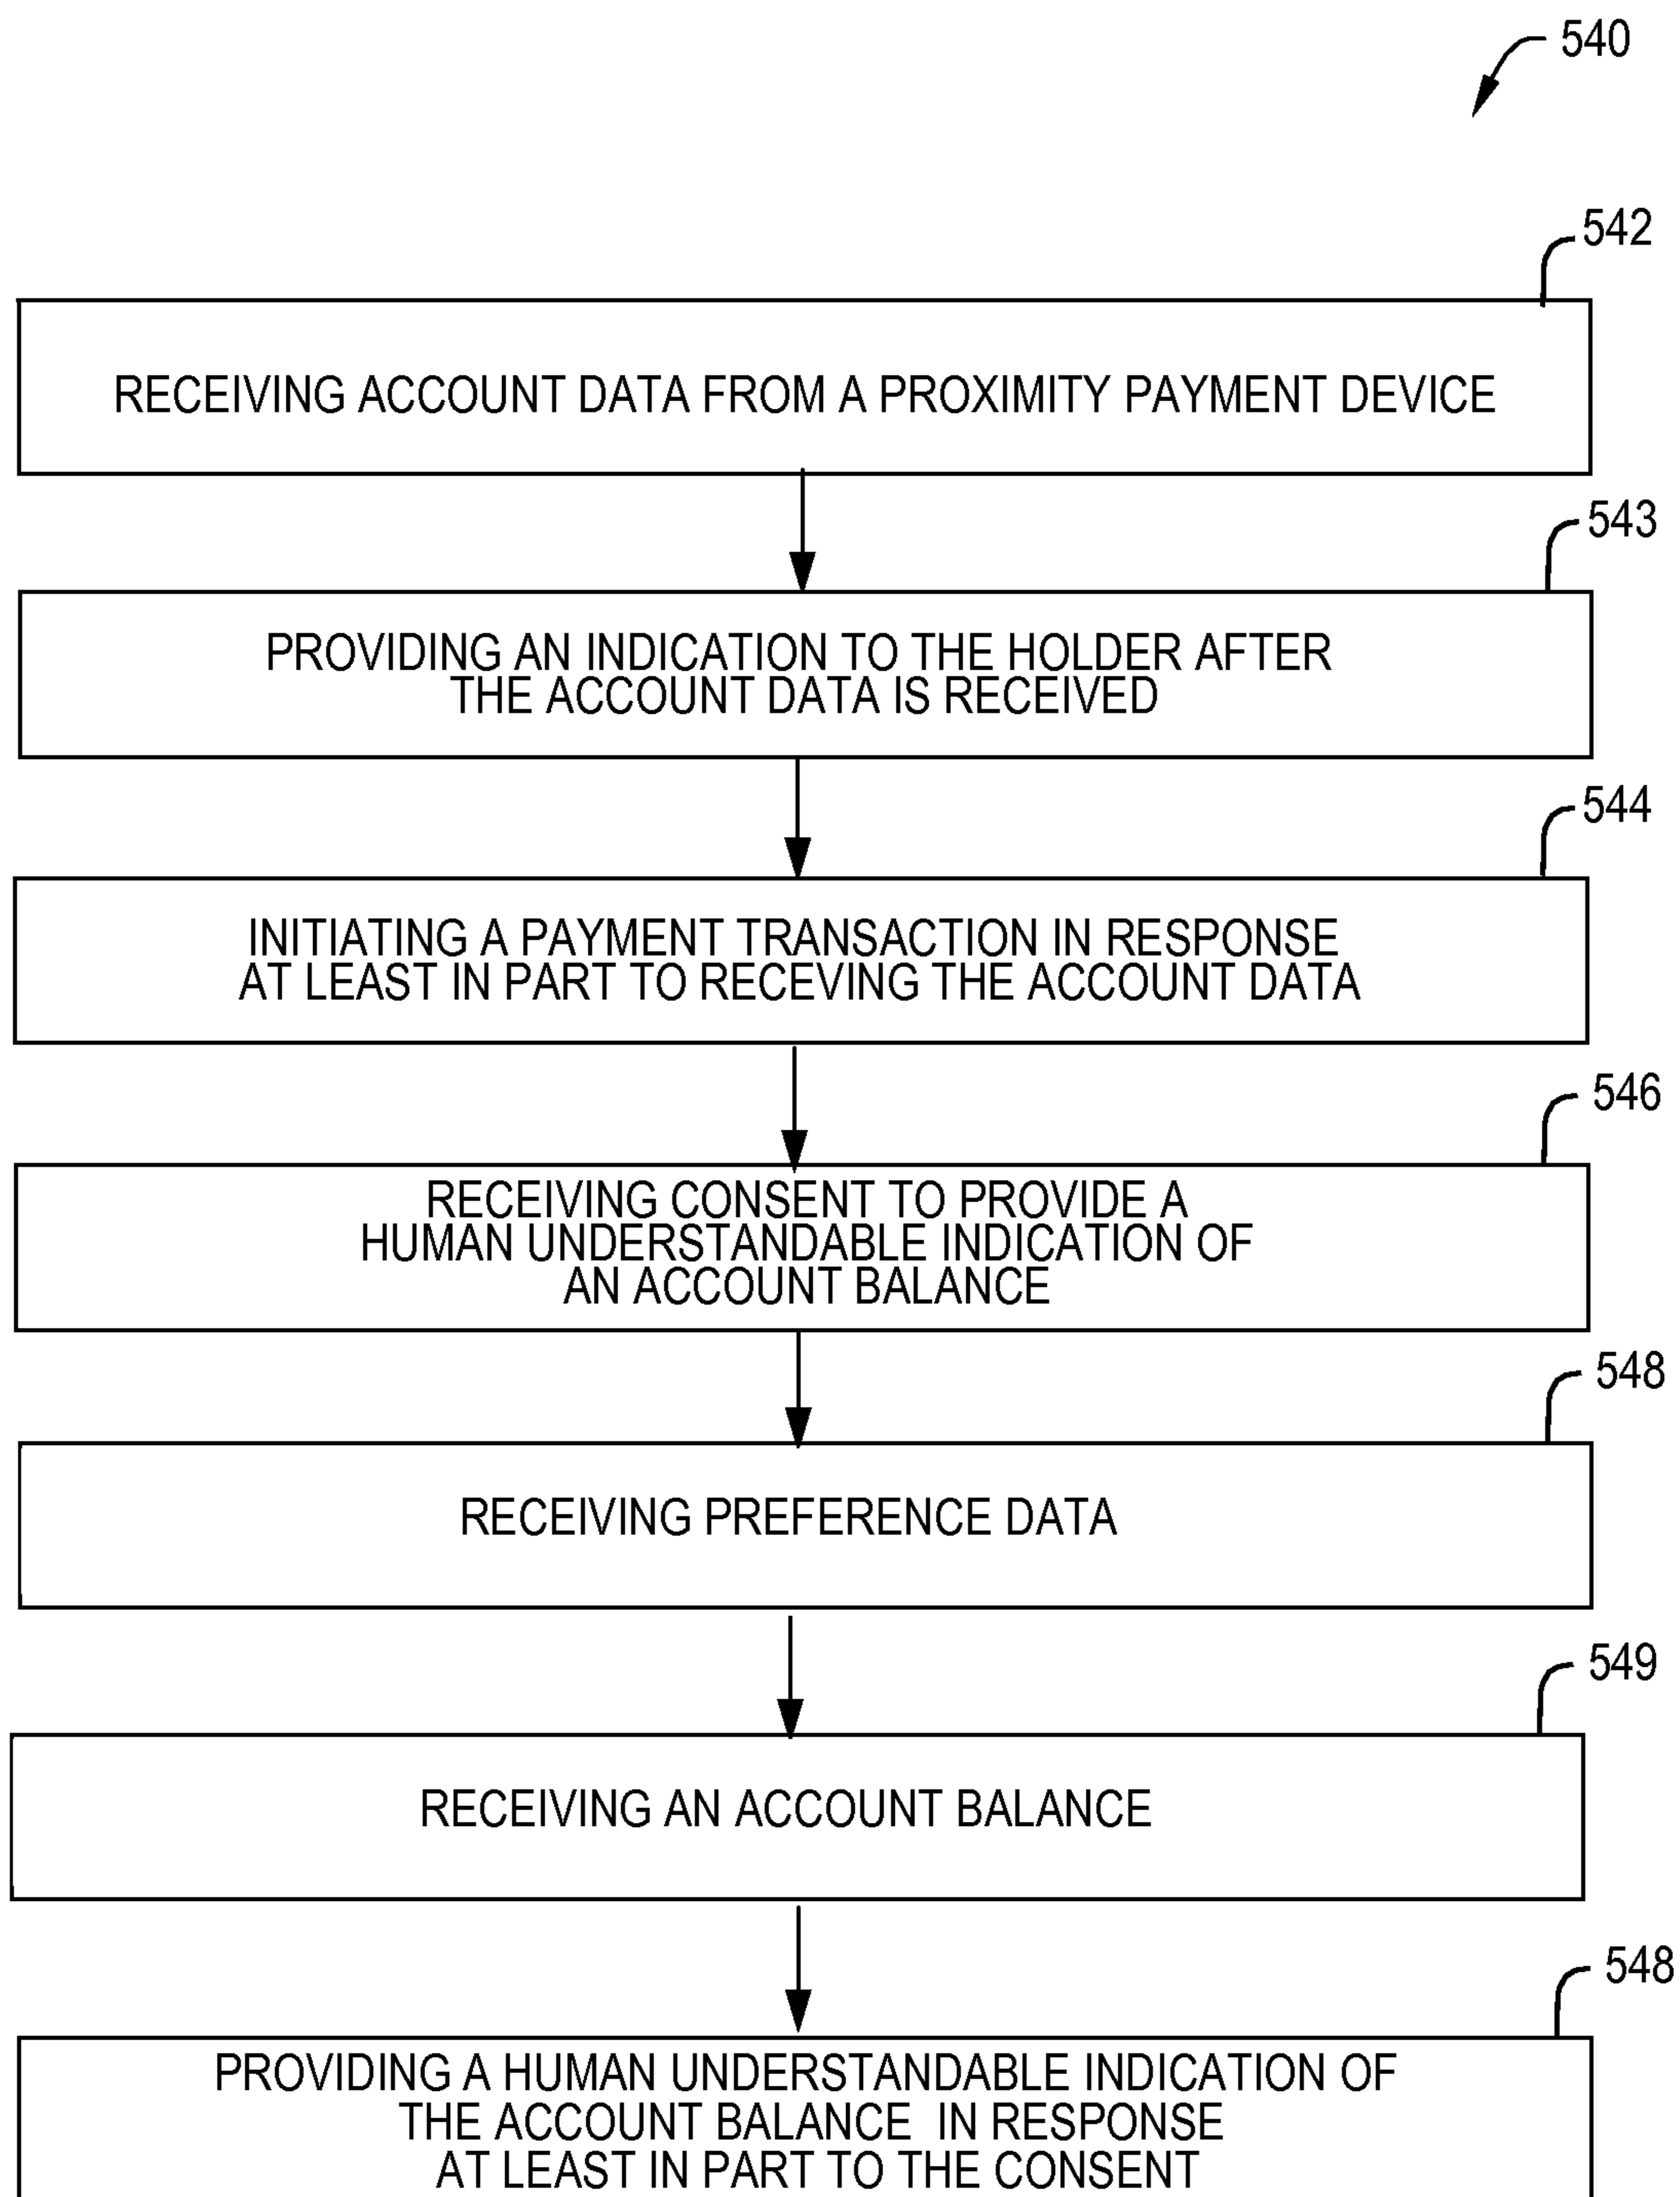 540
542
RECEIVING ACCOUNT DATA FROM A PROXIMITY PAYMENT DEVICE
543
PROVIDING AN INDICATION TO THE HOLDER AFTER
THE ACCOUNT DATA IS RECEIVED
544
INITIATING A PAYMENT TRANSACTION IN RESPONSE
AT LEAST IN PART TO RECEVING THE ACCOUNT DATA
546
RECEIVING CONSENT TO PROVIDE A
HUMAN UNDERSTANDABLE INDICATION OF
AN ACCOUNT BALANCE
548
RECEIVING PREFERENCE DATA
549
RECEIVING AN ACCOUNT BALANCE
548
PROVIDING A HUMAN UNDERSTANDABLE INDICATION OF
THE ACCOUNT BALANCE IN RESPONSE
AT LEAST IN PART TO THE CONSENT